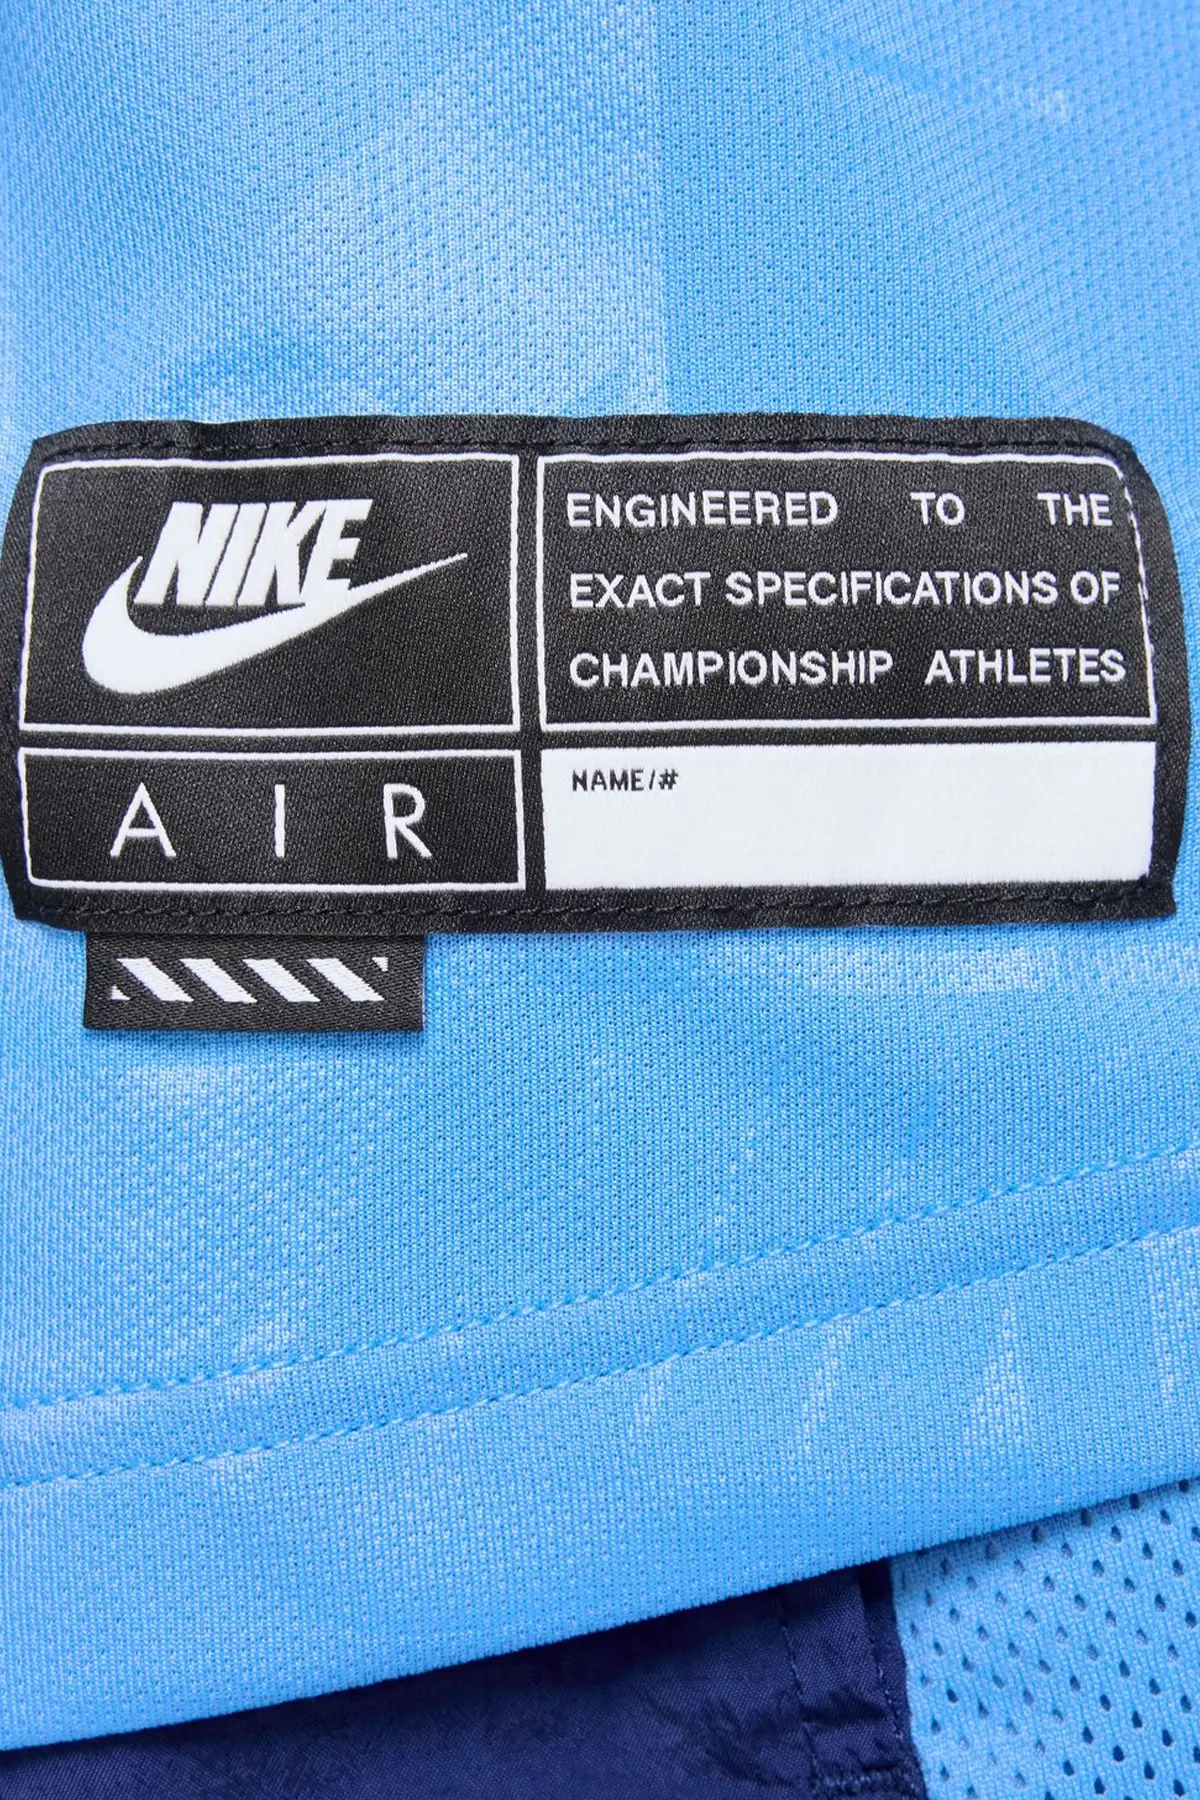 NIKE
AIR
ENGINEERED TO THE
EXACT SPECIFICATIONS OF
CHAMPIONSHIP ATHLETES
NAME/#